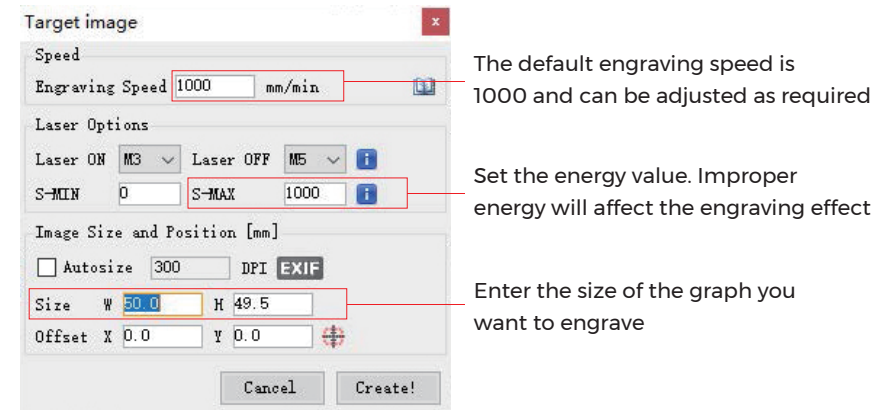 Target image
x
Speed
Engraving Speed 1000 mm/min
The default engraving speed is
1000 and can be adjusted as required
Laser Options
Laser ON M3 Laser OFF M5 i
S-MIN 0 S-MAX 1000 i
Set the energy value. Improper
energy will affect the engraving effect
Image Size and Position [mm]
Autosize 300 DPI EXIF
Size W 50.0 H 49.5
Enter the size of the graph you
want to engrave
Offset X 0.0 Y 0.0
Cancel Create!